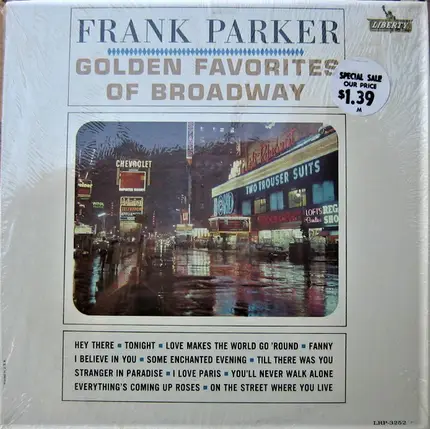 FRANK PARKER
GOLDEN FAVORITES
OF BROADWAY
LIBERTY
SPECIAL SALE
OUR PRICE
$1.39
M
CHEVROLET
TWO TROUSER SUITS
LOFT'S
HEY THERE ▪ TONIGHT ▪ LOVE MAKES THE WORLD GO 'ROUND ▪ FANNY
I BELIEVE IN YOU ▪ SOME ENCHANTED EVENING ▪ TILL THERE WAS YOU
STRANGER IN PARADISE ▪ I LOVE PARIS ▪ YOU'LL NEVER WALK ALONE
EVERYTHING'S COMING UP ROSES ▪ ON THE STREET WHERE YOU LIVE
LRP-3252